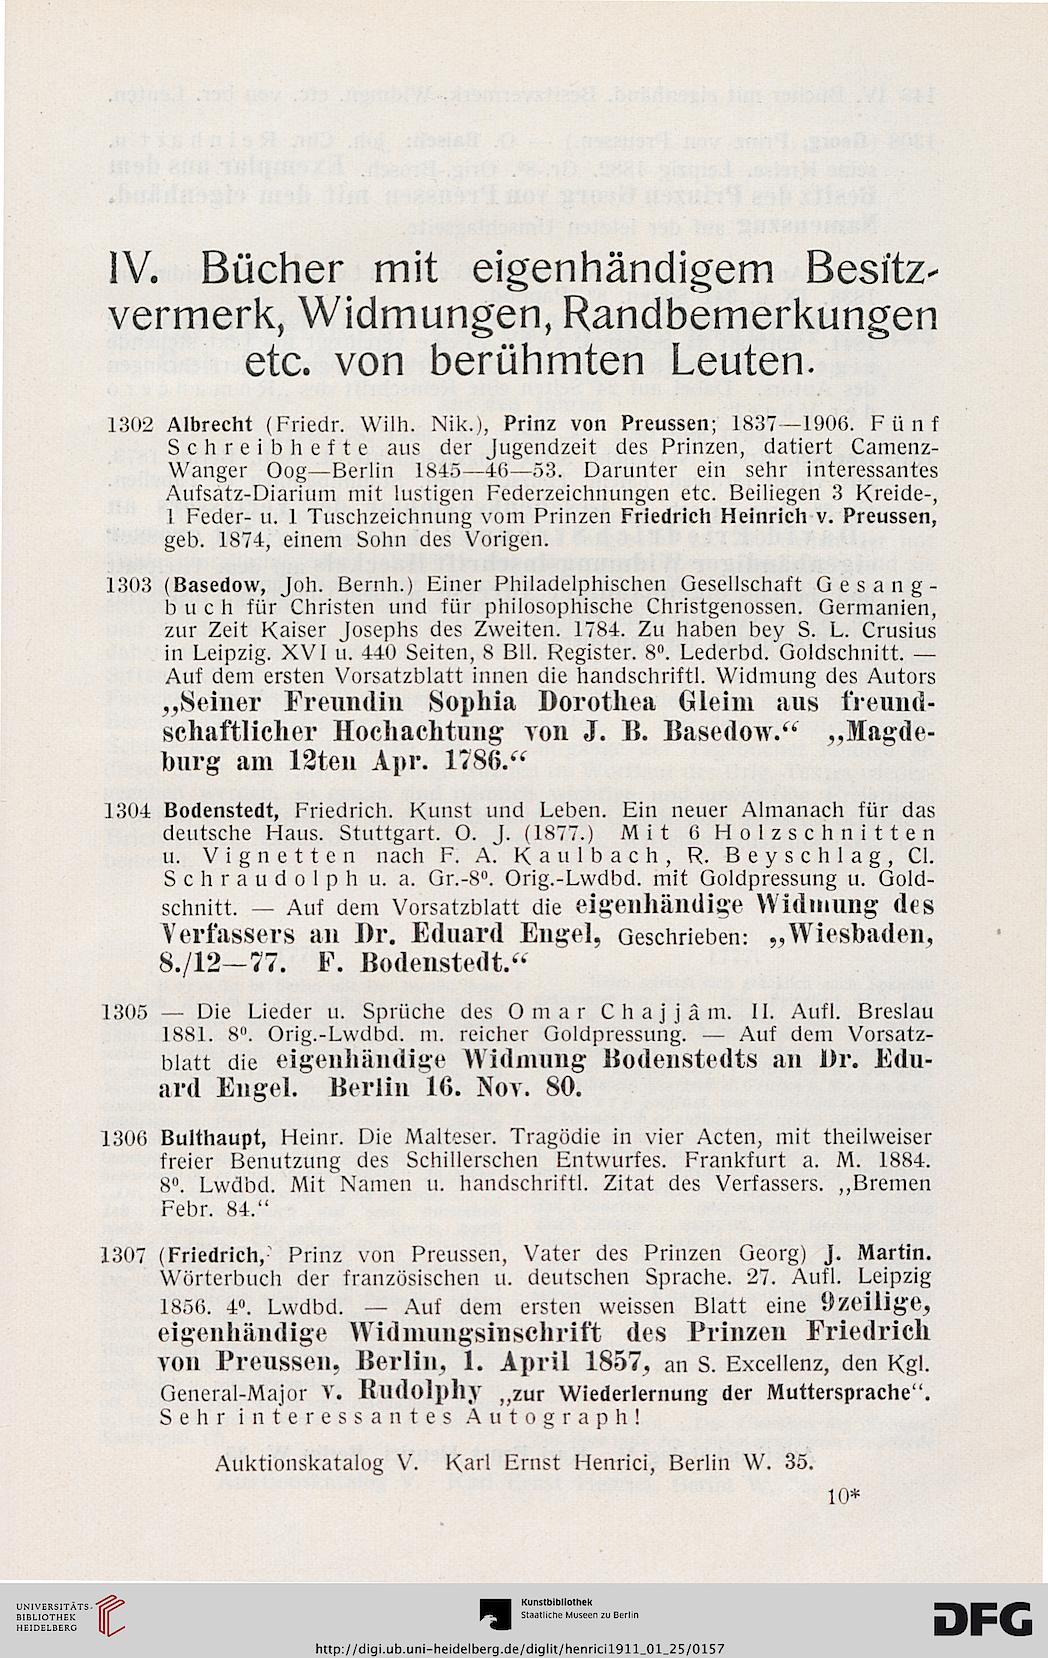 IV. Bücher mit eigenhändigem Besitz-
vermerk, Widmungen, Randbemerkungen
etc. von berühmten Leuten.
1302 Albrecht (Friedr. Wilh. Nik.), Prinz von Preussen; 1837—1906. Fünf
Schreibhefte aus der Jugendzeit des Prinzen, datiert Camenz-
Wanger Oog—Berlin 1845—46—53. Darunter ein sehr interessantes
Aufsatz-Diarium mit lustigen Federzeichnungen etc. Beiliegen 3 Kreide-,
1 Feder- u. 1 Tuschzeichnung vom Prinzen Friedrich Heinrich v. Preussen,
geb. 1874, einem Sohn des Vorigen.
1303 (Basedow, Joh. Bernh.) Einer Philadelphischen Gesellschaft Gesang-
buch für Christen und für philosophische Christgenossen. Germanien,
zur Zeit Kaiser Josephs des Zweiten. 1784. Zu haben bey S. L. Crusius
in Leipzig. XVI u. 440 Seiten, 8 Bll. Register. 8⁰. Lederbd. Goldschnitt. —
Auf dem ersten Vorsatzblatt innen die handschriftl. Widmung des Autors
„Seiner Freundin Sophia Dorothea Gleim aus freund-
schaftlicher Hochachtung von J. B. Basedow.“ „Magde-
burg am 12ten Apr. 1786.“
1304 Bodenstedt, Friedrich. Kunst und Leben. Ein neuer Almanach für das
deutsche Haus. Stuttgart. O. J. (1877.) Mit 6 Holzschnitten
u. Vignetten nach F. A. Kaulbach, R. Beyschlag, Cl.
Schraudolph u. a. Gr.-8⁰. Orig.-Lwdbd. mit Goldpressung u. Gold-
schnitt. — Auf dem Vorsatzblatt die eigenhändige Widmung des
Verfassers an Dr. Eduard Engel, Geschrieben: „Wiesbaden,
8./12—77. F. Bodenstedt.“
1305 — Die Lieder u. Sprüche des Omar Chajjâm. II. Aufl. Breslau
1881. 8⁰. Orig.-Lwdbd. m. reicher Goldpressung. — Auf dem Vorsatz-
blatt die eigenhändige Widmung Bodenstedts an Dr. Edu-
ard Engel. Berlin 16. Nov. 80.
1306 Bulthaupt, Heinr. Die Malteser. Tragödie in vier Acten, mit theilweiser
freier Benutzung des Schillerschen Entwurfes. Frankfurt a. M. 1884.
8⁰. Lwdbd. Mit Namen u. handschriftl. Zitat des Verfassers. „Bremen
Febr. 84.“
1307 (Friedrich, Prinz von Preussen, Vater des Prinzen Georg) J. Martin.
Wörterbuch der französischen u. deutschen Sprache. 27. Aufl. Leipzig
1856. 4⁰. Lwdbd. — Auf dem ersten weissen Blatt eine 9zeilige,
eigenhändige Widmungsinschrift des Prinzen Friedrich
von Preussen, Berlin, 1. April 1857, an S. Excellenz, den Kgl.
General-Major v. Rudolphy „zur Wiederlernung der Muttersprache“.
Sehr interessantes Autograph!
Auktionskatalog V. Karl Ernst Henrici, Berlin W. 35.
10*
UNIVERSITÄTS-
BIBLIOTHEK
HEIDELBERG
Kunstbibliothek
Staatliche Museen zu Berlin
DFG
http://digi.ub.uni-heidelberg.de/diglit/henrici1911_01_25/0157